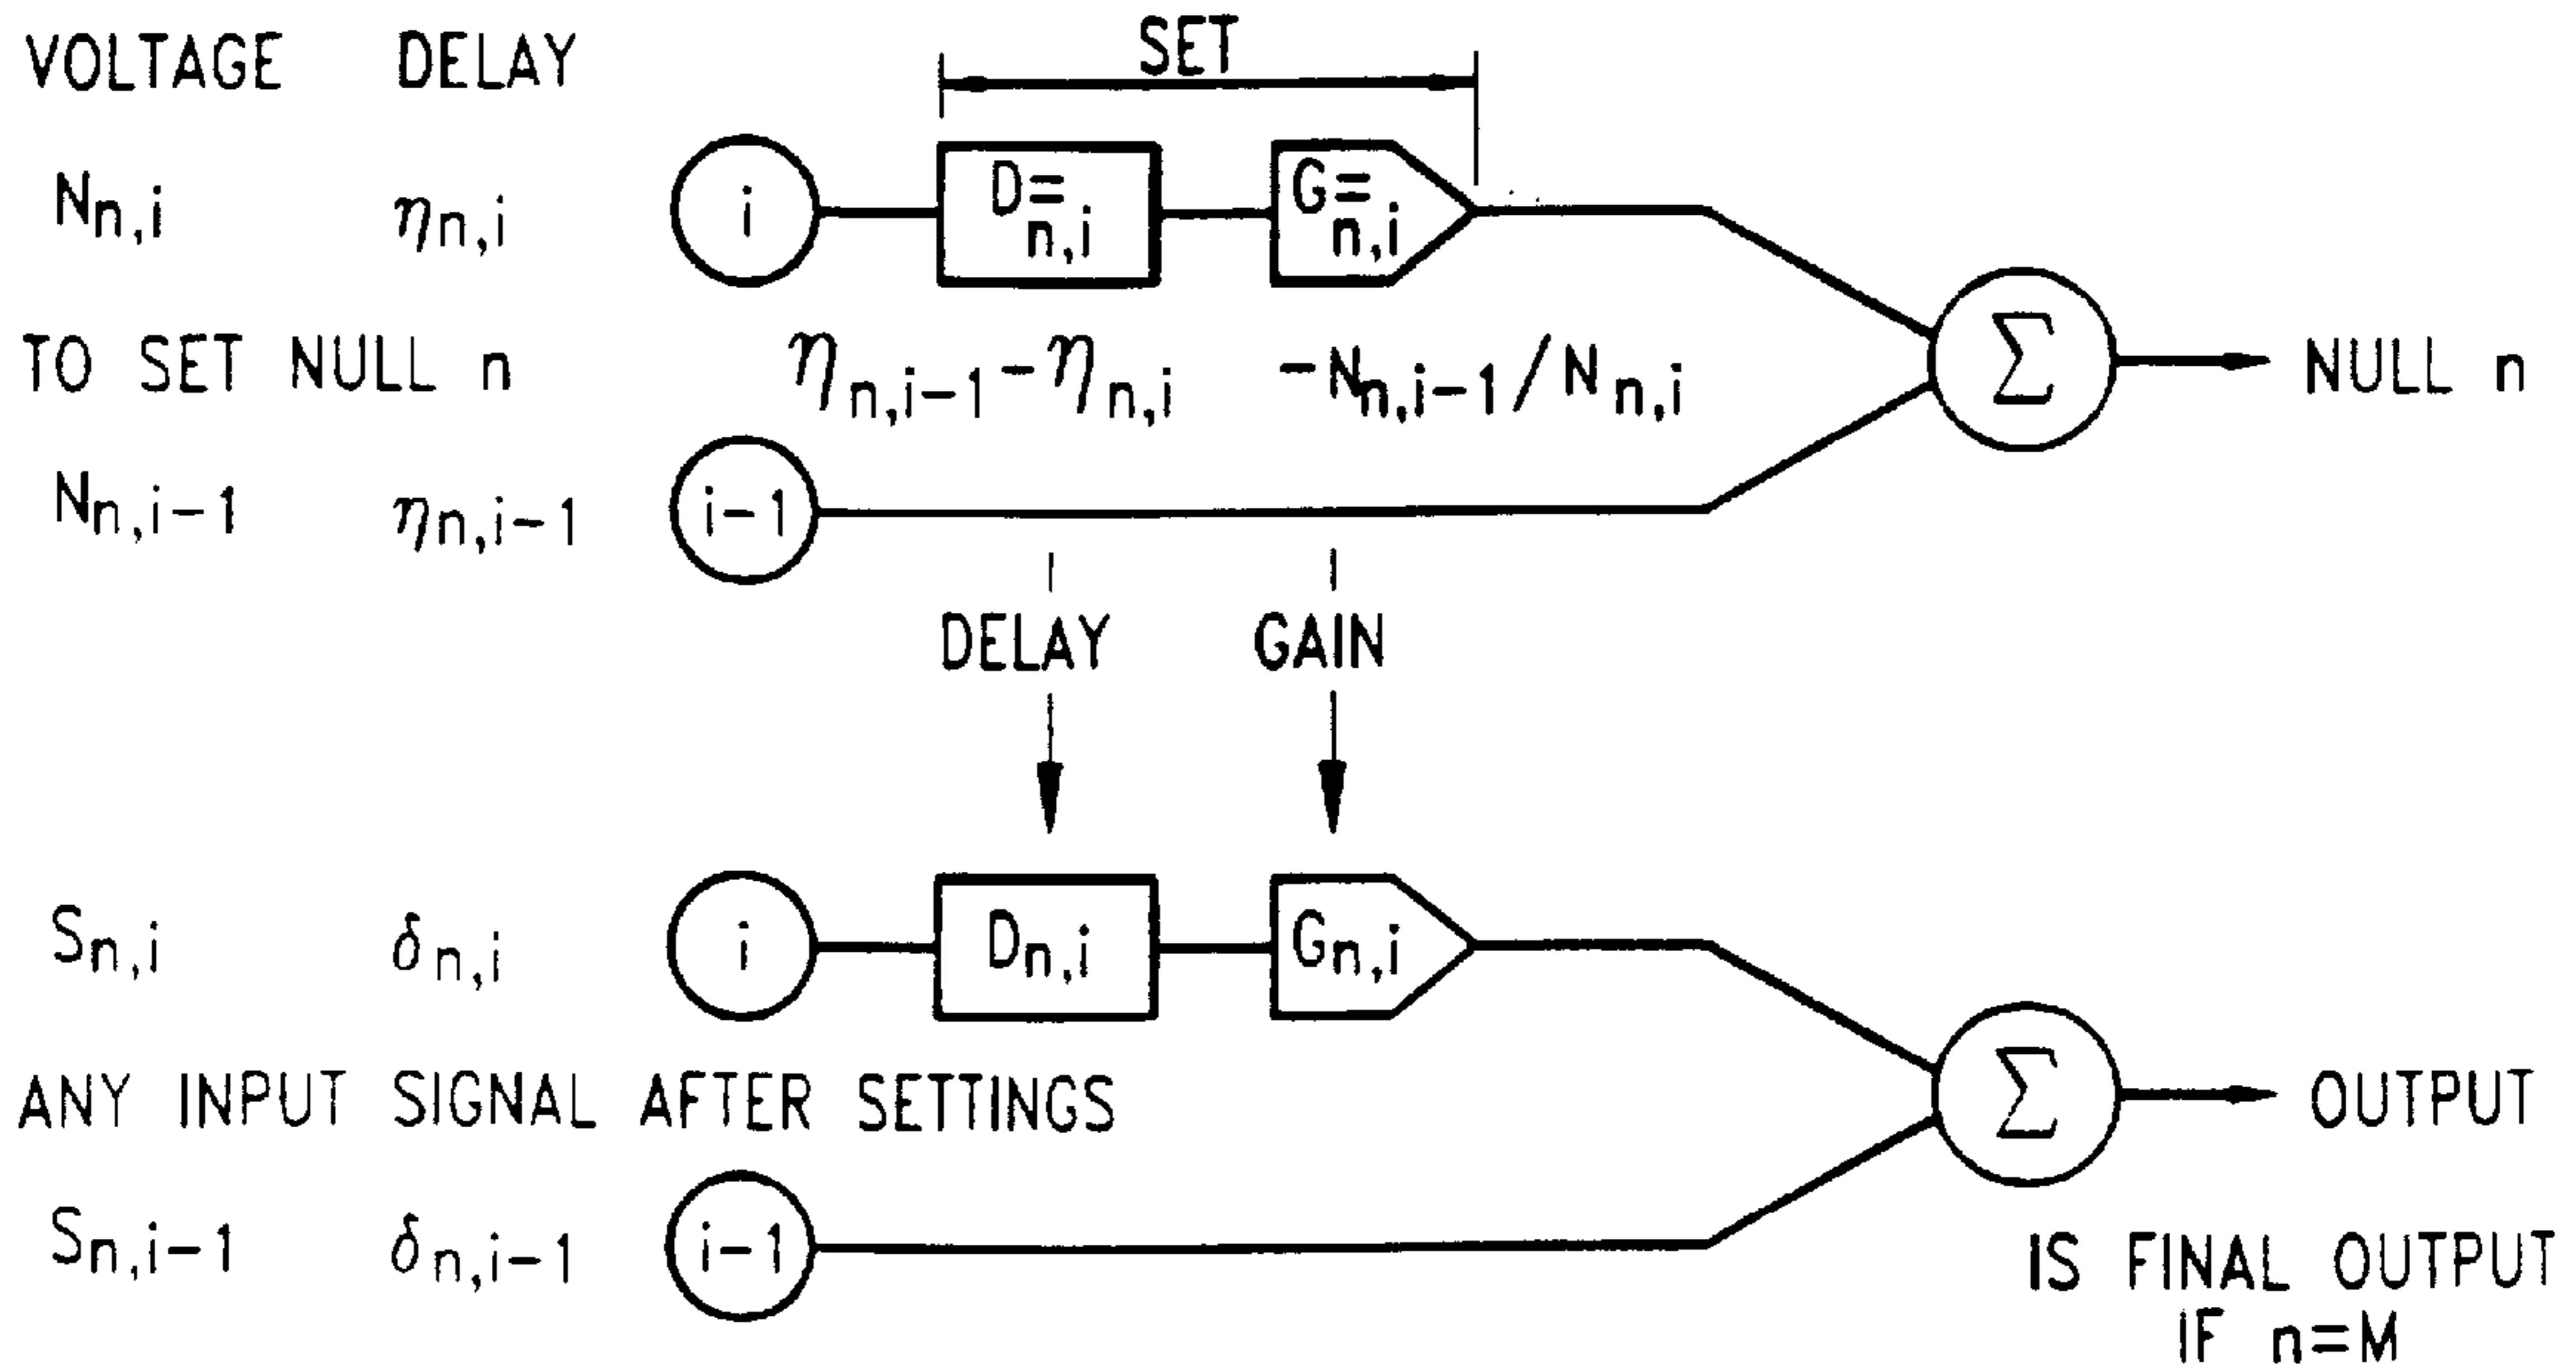 SET
VOLTAGE DELAY
Nn,i ηn,i i D= n,i G= n,i
TO SET NULL n ηn,i-1 - ηn,i -Nn,i-1 / Nn,i Σ NULL n
Nn,i-1 ηn,i-1 i-1
DELAY GAIN
Sn,i δn,i i Dn,i Gn,i
ANY INPUT SIGNAL AFTER SETTINGS Σ OUTPUT
Sn,i-1 δn,i-1 i-1
IS FINAL OUTPUT
IF n=M